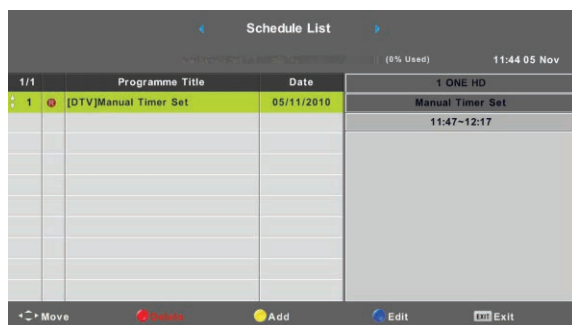 Schedule List
(0% Used) 11:44 05 Nov
1/1 Programme Title Date 1 ONE HD
1 [DTV]Manual Timer Set 05/11/2010 Manual Timer Set
11:47~12:17
Move Delete Add Edit EXIT Exit